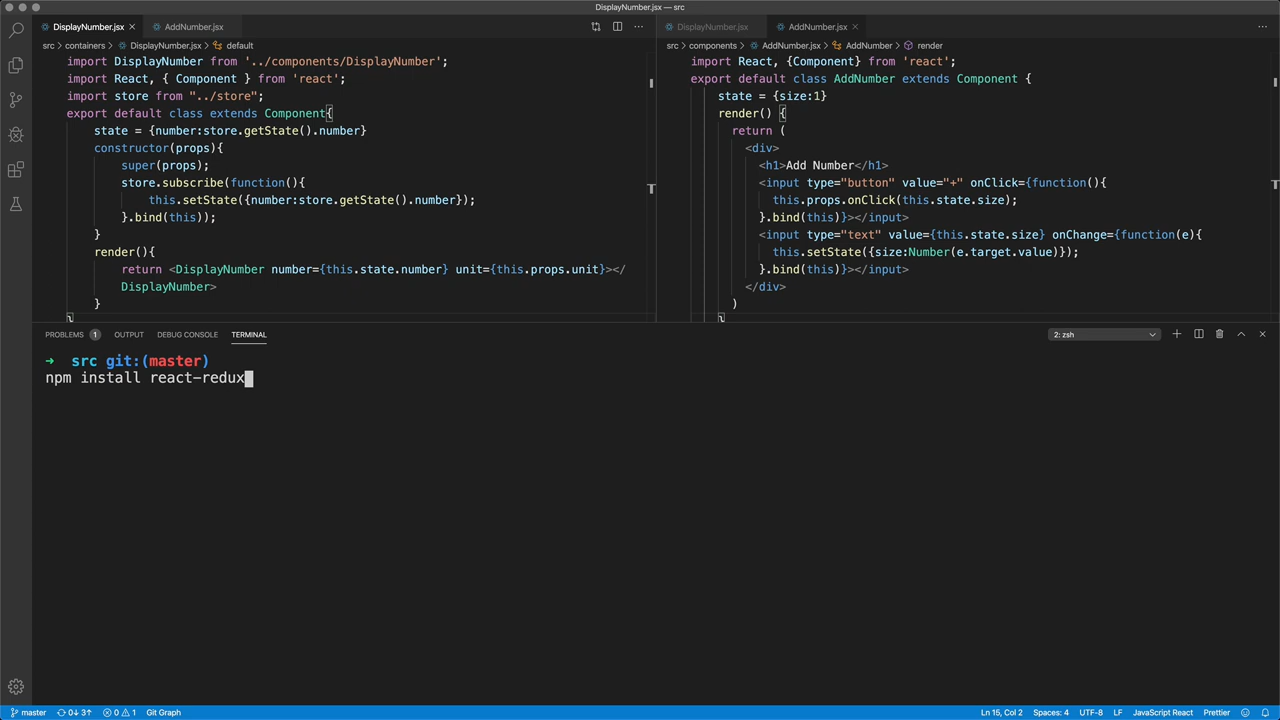 DisplayNumber.jsx — src
DisplayNumber.jsx
AddNumber.jsx
src > containers > DisplayNumber.jsx > default
import DisplayNumber from '../components/DisplayNumber';
import React, { Component } from 'react';
import store from "../store";
export default class extends Component{
state = {number:store.getState().number}
constructor(props){
super(props);
store.subscribe(function(){
this.setState({number:store.getState().number});
}.bind(this));
}
render(){
return <DisplayNumber number={this.state.number} unit={this.props.unit}></
DisplayNumber>
}
}
DisplayNumber.jsx
AddNumber.jsx
src > components > AddNumber.jsx > AddNumber > render
import React, {Component} from 'react';
export default class AddNumber extends Component {
state = {size:1}
render() {
return (
<div>
<h1>Add Number</h1>
<input type="button" value="+" onClick={function(){
this.props.onClick(this.state.size);
}.bind(this)}></input>
<input type="text" value={this.state.size} onChange={function(e){
this.setState({size:Number(e.target.value)});
}.bind(this)}></input>
</div>
)
}
PROBLEMS 1 OUTPUT DEBUG CONSOLE TERMINAL
2: zsh
➜ src git:(master)
npm install react-redux
master 0↓ 3↑ 0 1 Git Graph
Ln 15, Col 2 Spaces: 4 UTF-8 LF JavaScript React Prettier